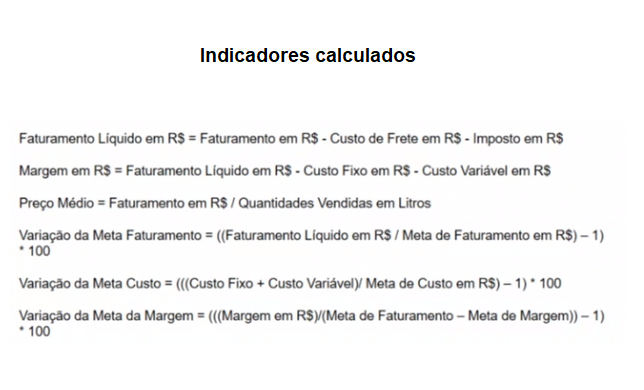 Indicadores calculados
Faturamento Líquido em R$ = Faturamento em R$ - Custo de Frete em R$ - Imposto em R$
Margem em R$ = Faturamento Líquido em R$ - Custo Fixo em R$ - Custo Variável em R$
Preço Médio = Faturamento em R$ / Quantidades Vendidas em Litros
Variação da Meta Faturamento = ((Faturamento Líquido em R$ / Meta de Faturamento em R$) – 1)
* 100
Variação da Meta Custo = (((Custo Fixo + Custo Variável)/ Meta de Custo em R$) – 1) * 100
Variação da Meta da Margem = (((Margem em R$)/(Meta de Faturamento – Meta de Margem)) – 1)
* 100